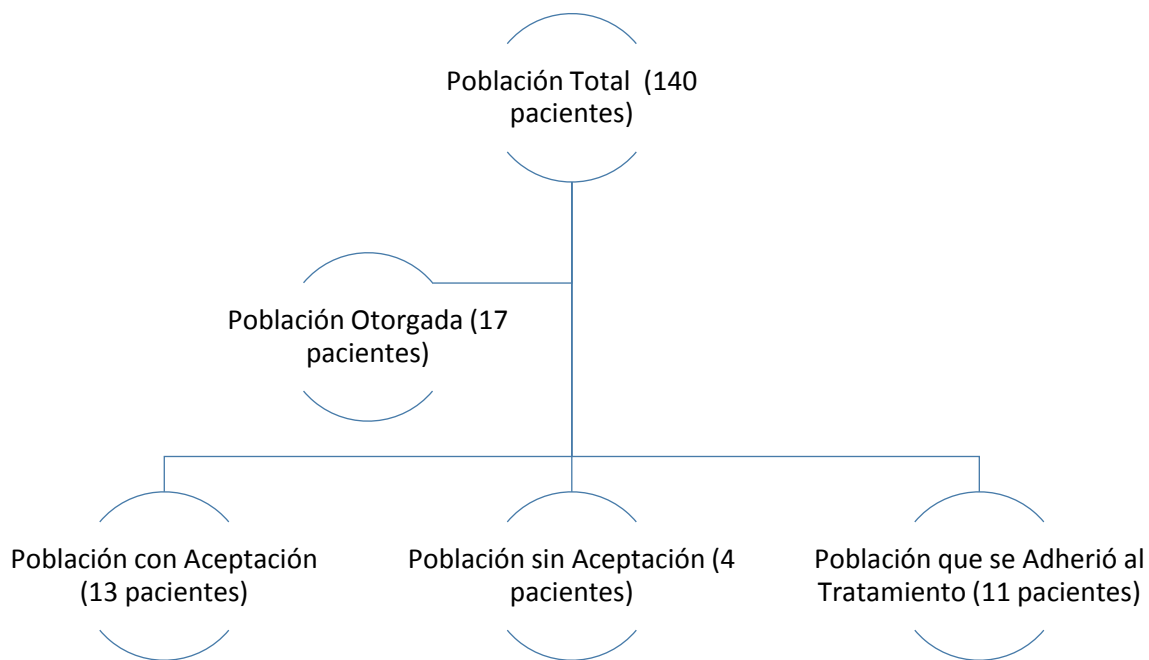 Población Total  (140
pacientes)
Población Otorgada (17
pacientes)
Población con Aceptación
(13 pacientes)
Población sin Aceptación (4
pacientes)
Población que se Adherió al
Tratamiento (11 pacientes)